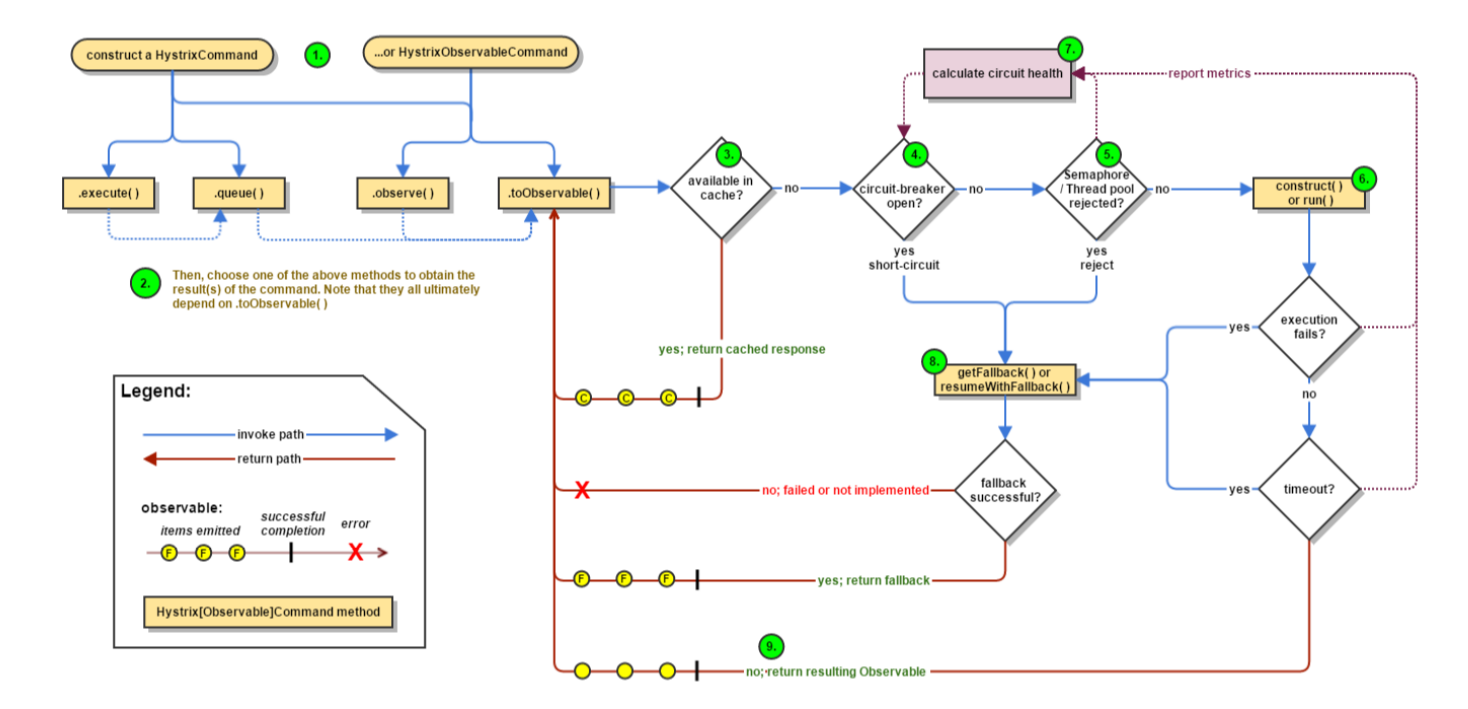 construct a HystrixCommand
1.
...or HystrixObservableCommand
7.
calculate circuit health
report metrics
.execute( )
.queue( )
.observe( )
.toObservable( )
3.
available in
cache?
no
4.
circuit-breaker
open?
no
5.
Semaphore
/ Thread pool
rejected?
no
6.
construct( )
or run( )
yes
short-circuit
yes
reject
2.
Then, choose one of the above methods to obtain the
result(s) of the command. Note that they all ultimately
depend on .toObservable( )
yes; return cached response
C C C
execution
fails?
yes
no
8.
getFallback( ) or
resumeWithFallback( )
fallback
successful?
timeout?
yes
X
no; failed or not implemented
F F F
yes; return fallback
9.
no; return resulting Observable
Legend:
invoke path
return path
observable:
items emitted
successful
completion
error
F F F
X
Hystrix[Observable]Command method